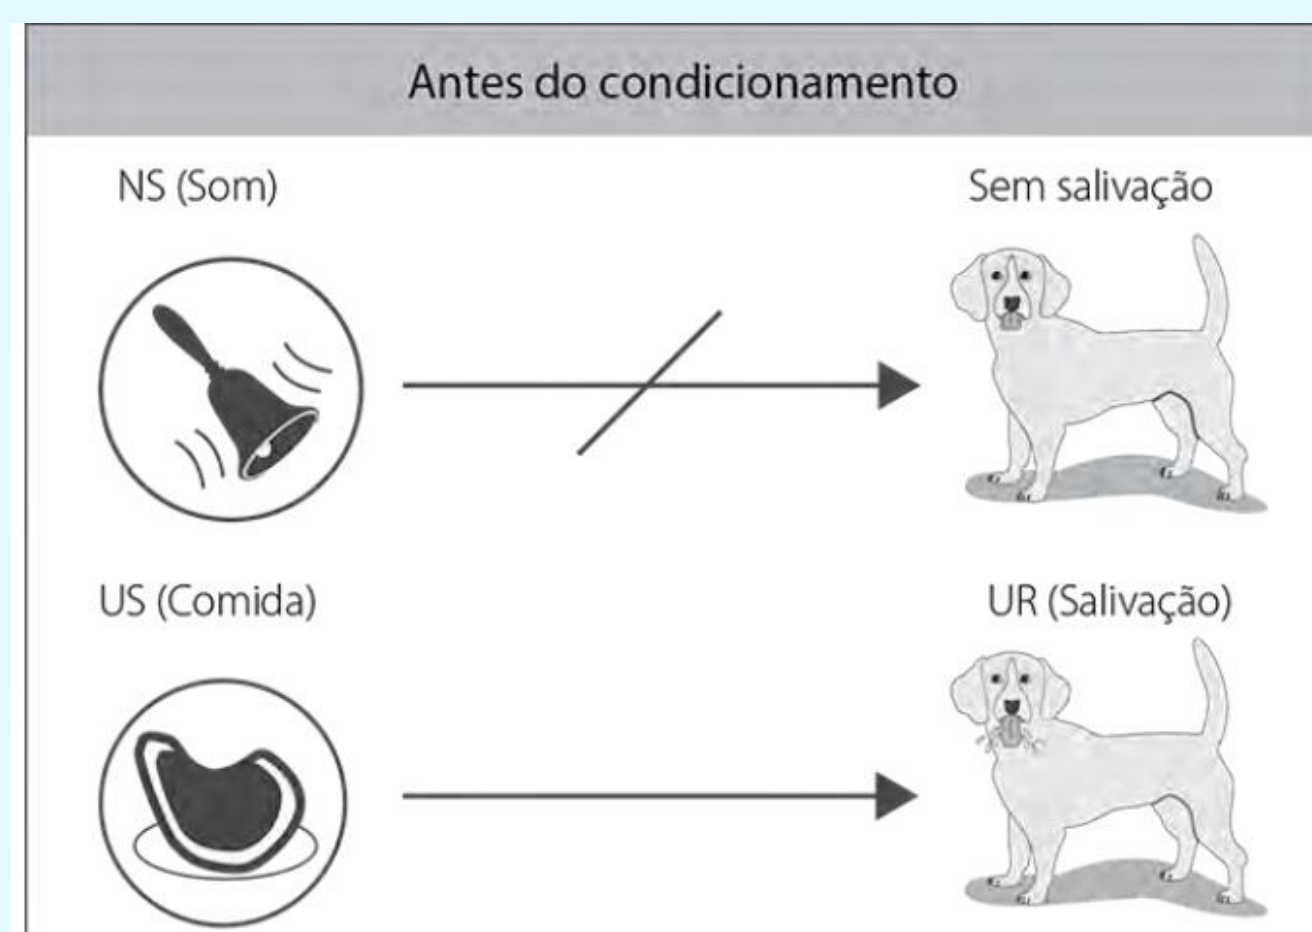 Antes do condicionamento
NS (Som)
Sem salivação
US (Comida)
UR (Salivação)